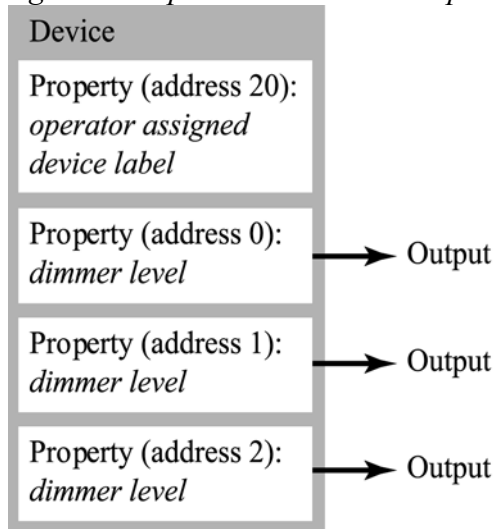 Device
Property (address 20):
operator assigned
device label
Property (address 0):
dimmer level
Output
Property (address 1):
dimmer level
Output
Property (address 2):
dimmer level
Output